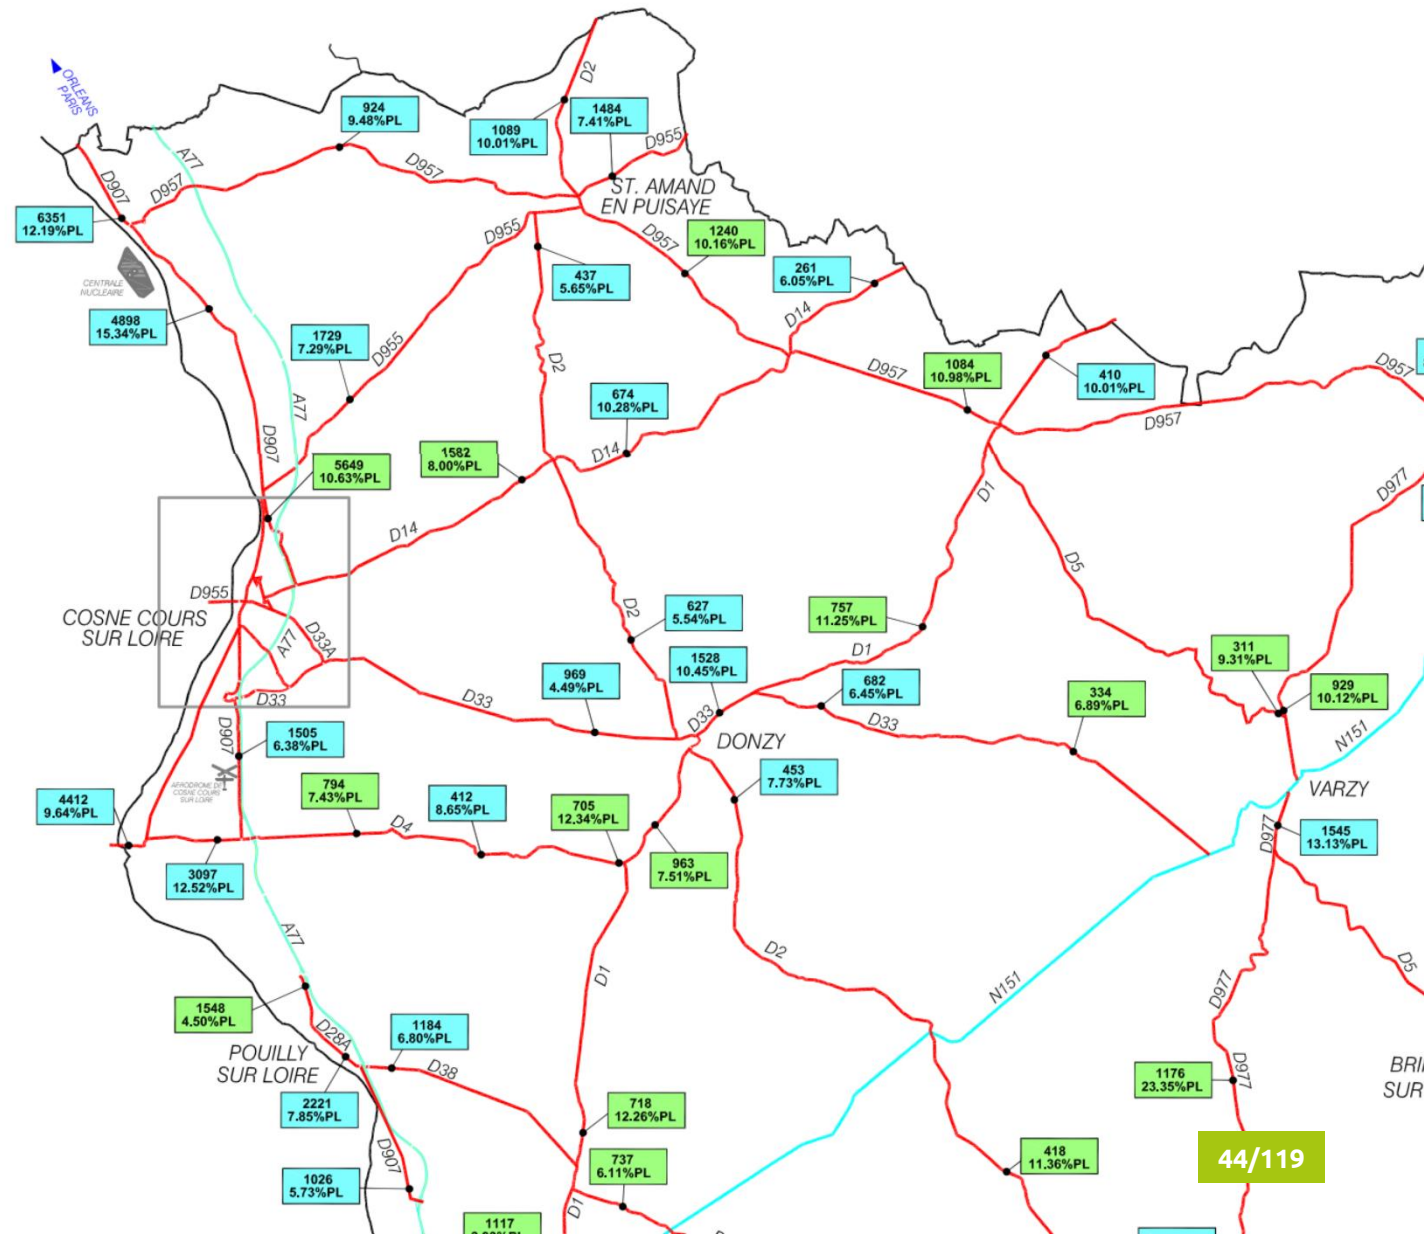 ORLEANS
PARIS
924
9.48%PL
1089
10.01%PL
D2
1484
7.41%PL
D955
A77
D907
D957
D957
6351
12.19%PL
ST. AMAND
EN PUISAYE
D955
D957
1240
10.16%PL
261
6.05%PL
CENTRALE
NUCLEAIRE
437
5.65%PL
4898
15.34%PL
1729
7.29%PL
D955
D14
D2
D957
1084
10.98%PL
410
10.01%PL
D957
D957
674
10.28%PL
A77
D907
1582
8.00%PL
D14
5649
10.63%PL
D1
D977
D14
D5
D955
COSNE COURS
SUR LOIRE
D33A
A77
D2
627
5.54%PL
757
11.25%PL
D1
311
9.31%PL
1528
10.45%PL
969
4.49%PL
682
6.45%PL
334
6.89%PL
929
10.12%PL
D33
D33
D33
D33
D907
1505
6.38%PL
DONZY
N151
AERODROME DE
COSNE COURS
SUR LOIRE
794
7.43%PL
412
8.65%PL
453
7.73%PL
VARZY
4412
9.64%PL
705
12.34%PL
D4
D977
1545
13.13%PL
3097
12.52%PL
963
7.51%PL
A77
D2
D1
N151
D977
D5
1548
4.50%PL
D28A
1184
6.80%PL
POUILLY
SUR LOIRE
D38
D977
1176
23.35%PL
SUR
2221
7.85%PL
718
12.26%PL
D907
737
6.11%PL
418
11.36%PL
44/119
1026
5.73%PL
D1
1117